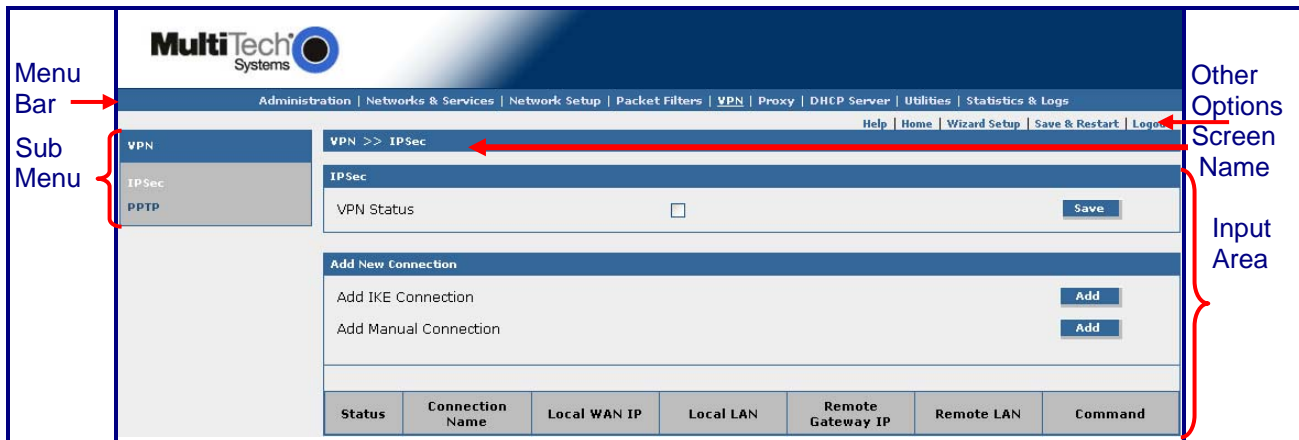 MultiTech
Systems
Menu
Bar
Other
Options
Administration | Networks & Services | Network Setup | Packet Filters | VPN | Proxy | DHCP Server | Utilities | Statistics & Logs
Help | Home | Wizard Setup | Save & Restart | Logout
Sub
Menu
VPN
IPSec
PPTP
VPN >> IPSec
Screen
Name
IPSec
VPN Status
Save
Input
Area
Add New Connection
Add IKE Connection
Add
Add Manual Connection
Add
Status
Connection
Name
Local WAN IP
Local LAN
Remote
Gateway IP
Remote LAN
Command